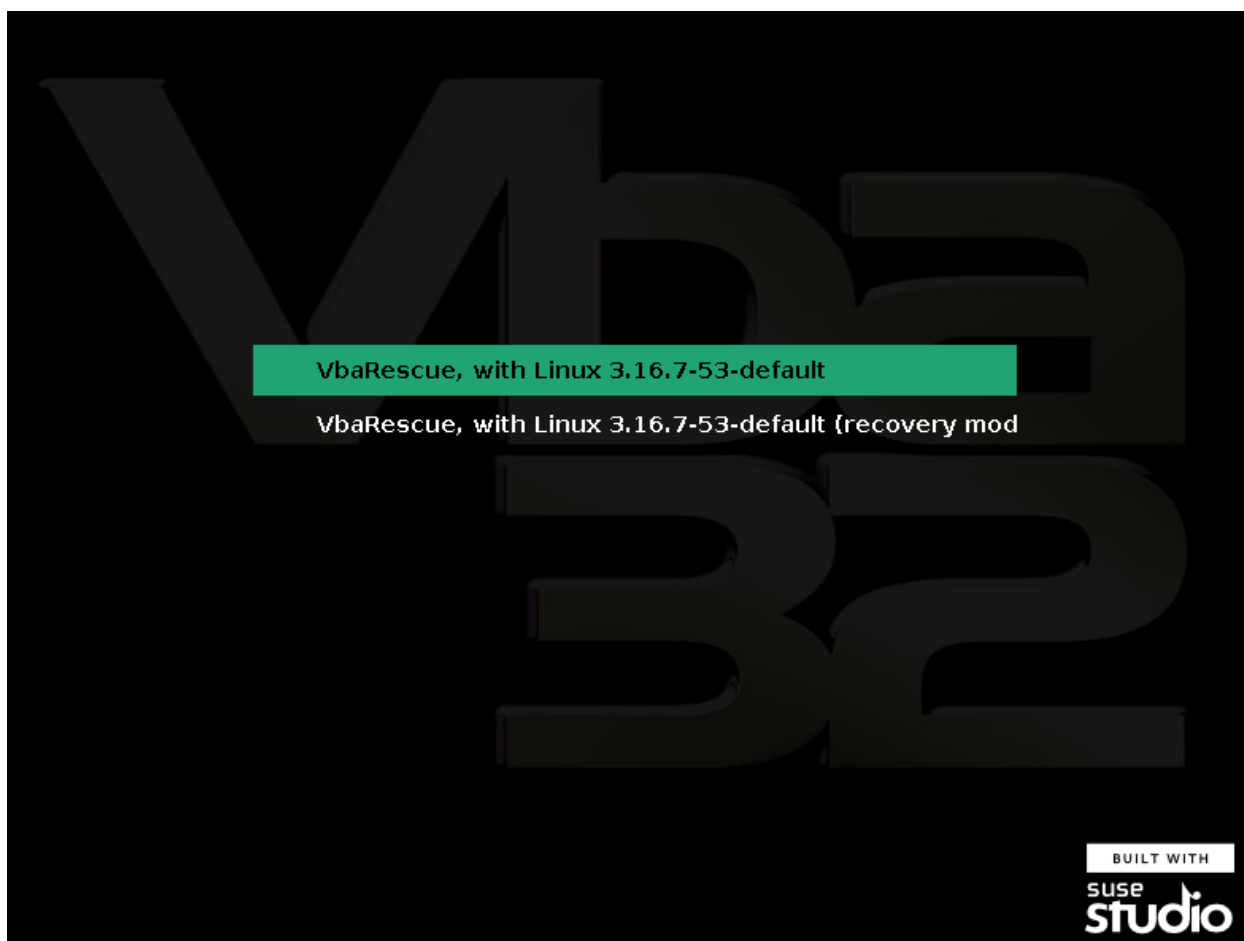 Vba
32
VbaRescue, with Linux 3.16.7-53-default
VbaRescue, with Linux 3.16.7-53-default (recovery mod
BUILT WITH
suse
studio